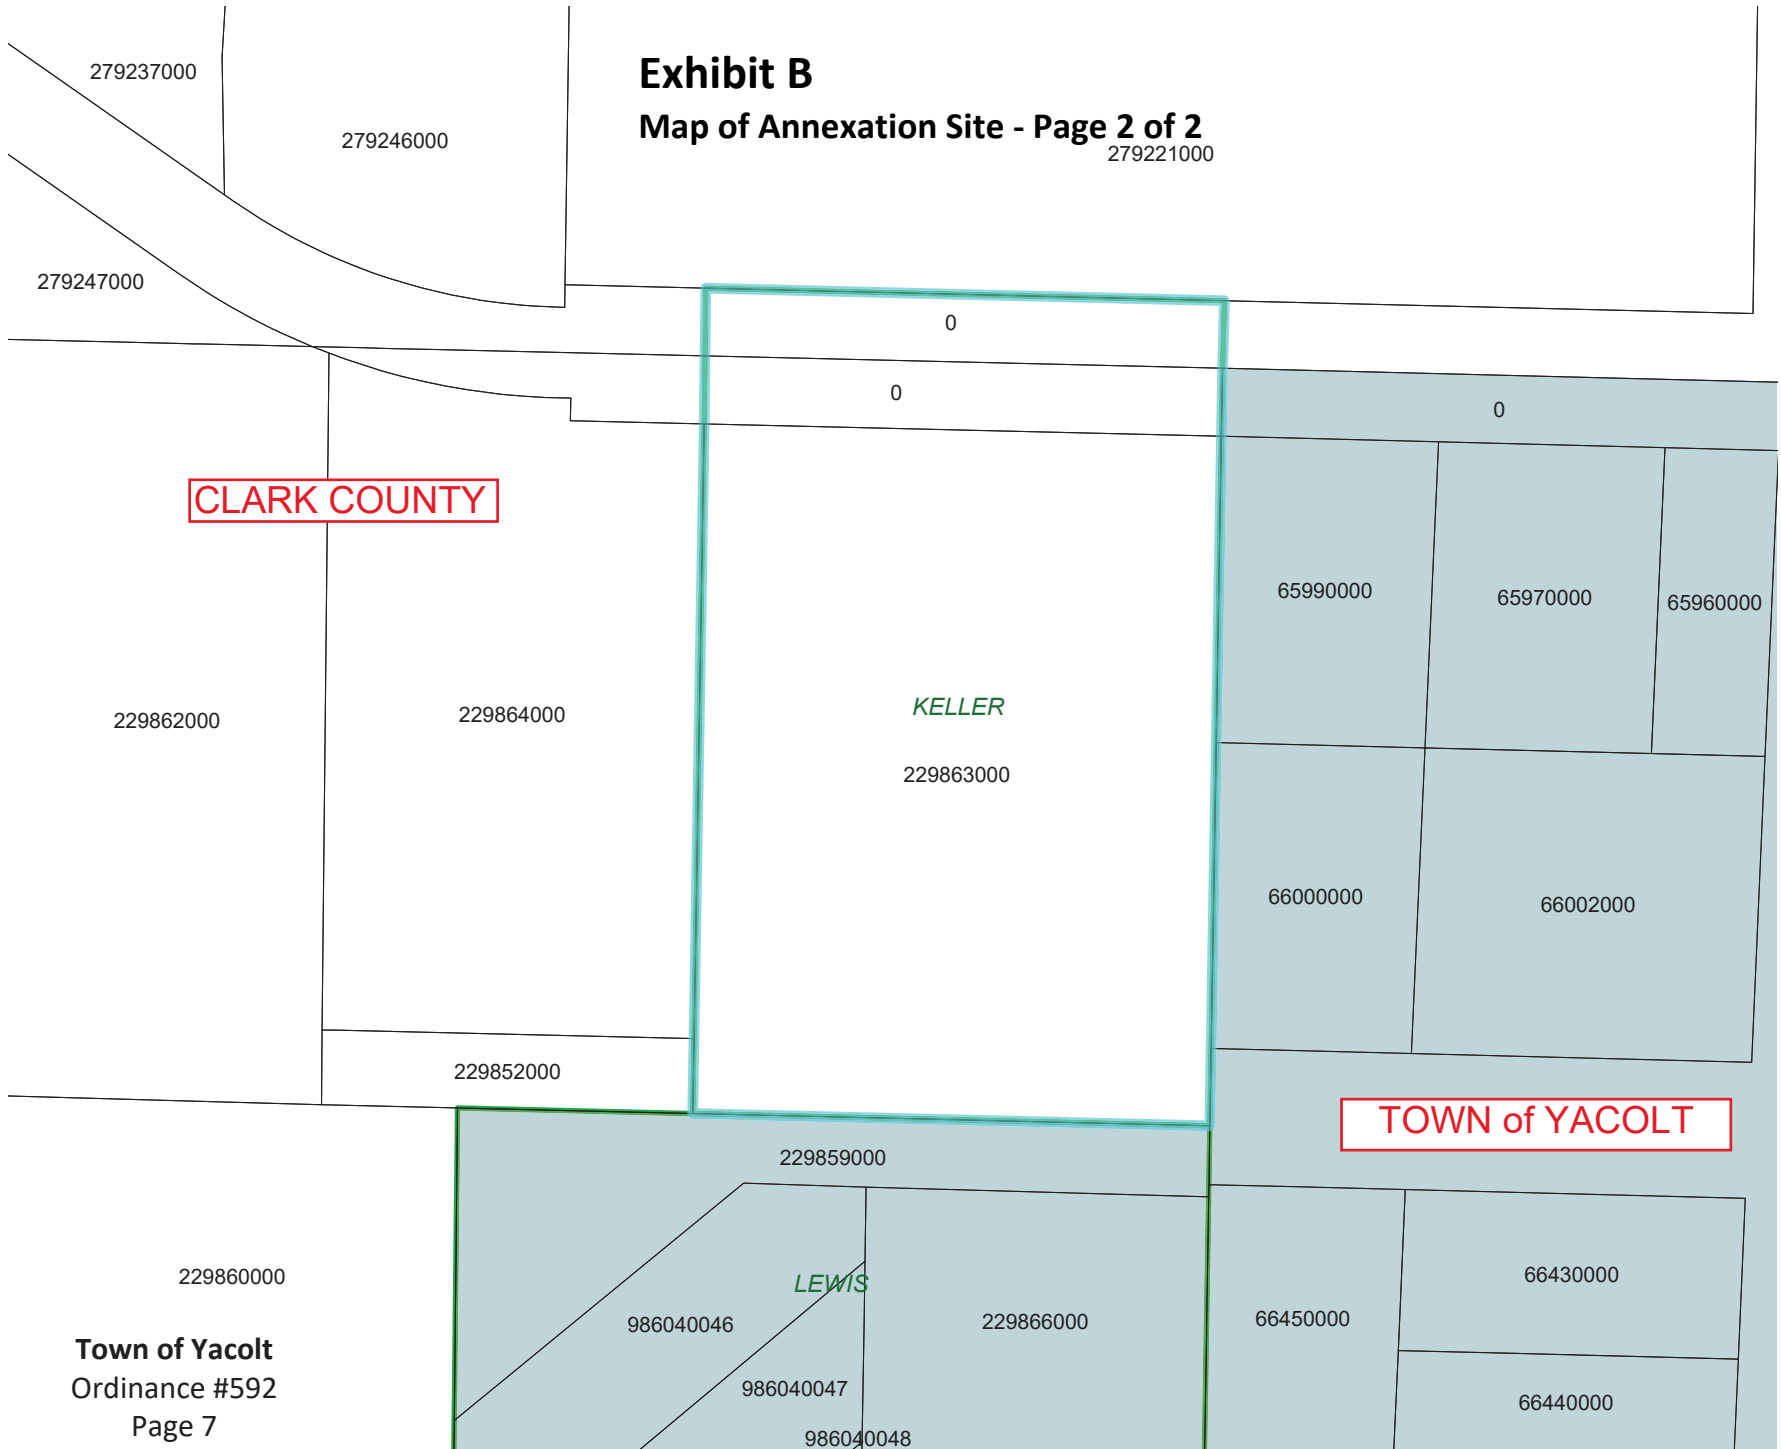 279237000
Exhibit B
279246000
Map of Annexation Site - Page 2 of 2
279221000
279247000
0
0
0
CLARK COUNTY
65990000
65970000
65960000
229862000
229864000
KELLER
229863000
66000000
66002000
229852000
TOWN of YACOLT
229859000
229860000
LEWIS
66430000
986040046
229866000
66450000
Town of Yacolt
Ordinance #592
Page 7
986040047
66440000
986040048